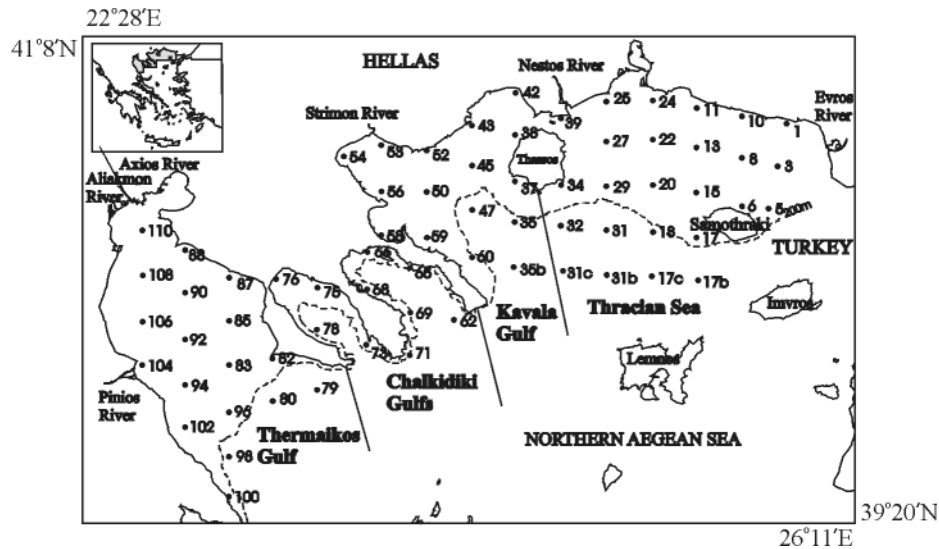 22°28′E
41°8′N
HELLAS
Nestos River
Strimon River
Evros
River
Axios River
Aliakmon
River
Thassos
42
25
24
11
10
1
43
39
38
27
22
13
8
3
54
53
52
45
37
34
29
20
15
6
5
200m
56
50
47
Samothraki
110
58
59
35
32
31
18
17
TURKEY
88
66
60
108
90
87
76
75
68
65
35b
31c
31b
17c
17b
Kavala
Gulf
Thracian Sea
Imvros
106
85
78
69
62
92
73
71
Lemnos
104
83
82
Pinios
River
94
80
79
Chalkidiki
Gulfs
96
102
Thermaikos
Gulf
NORTHERN AEGEAN SEA
98
100
39°20′N
26°11′E